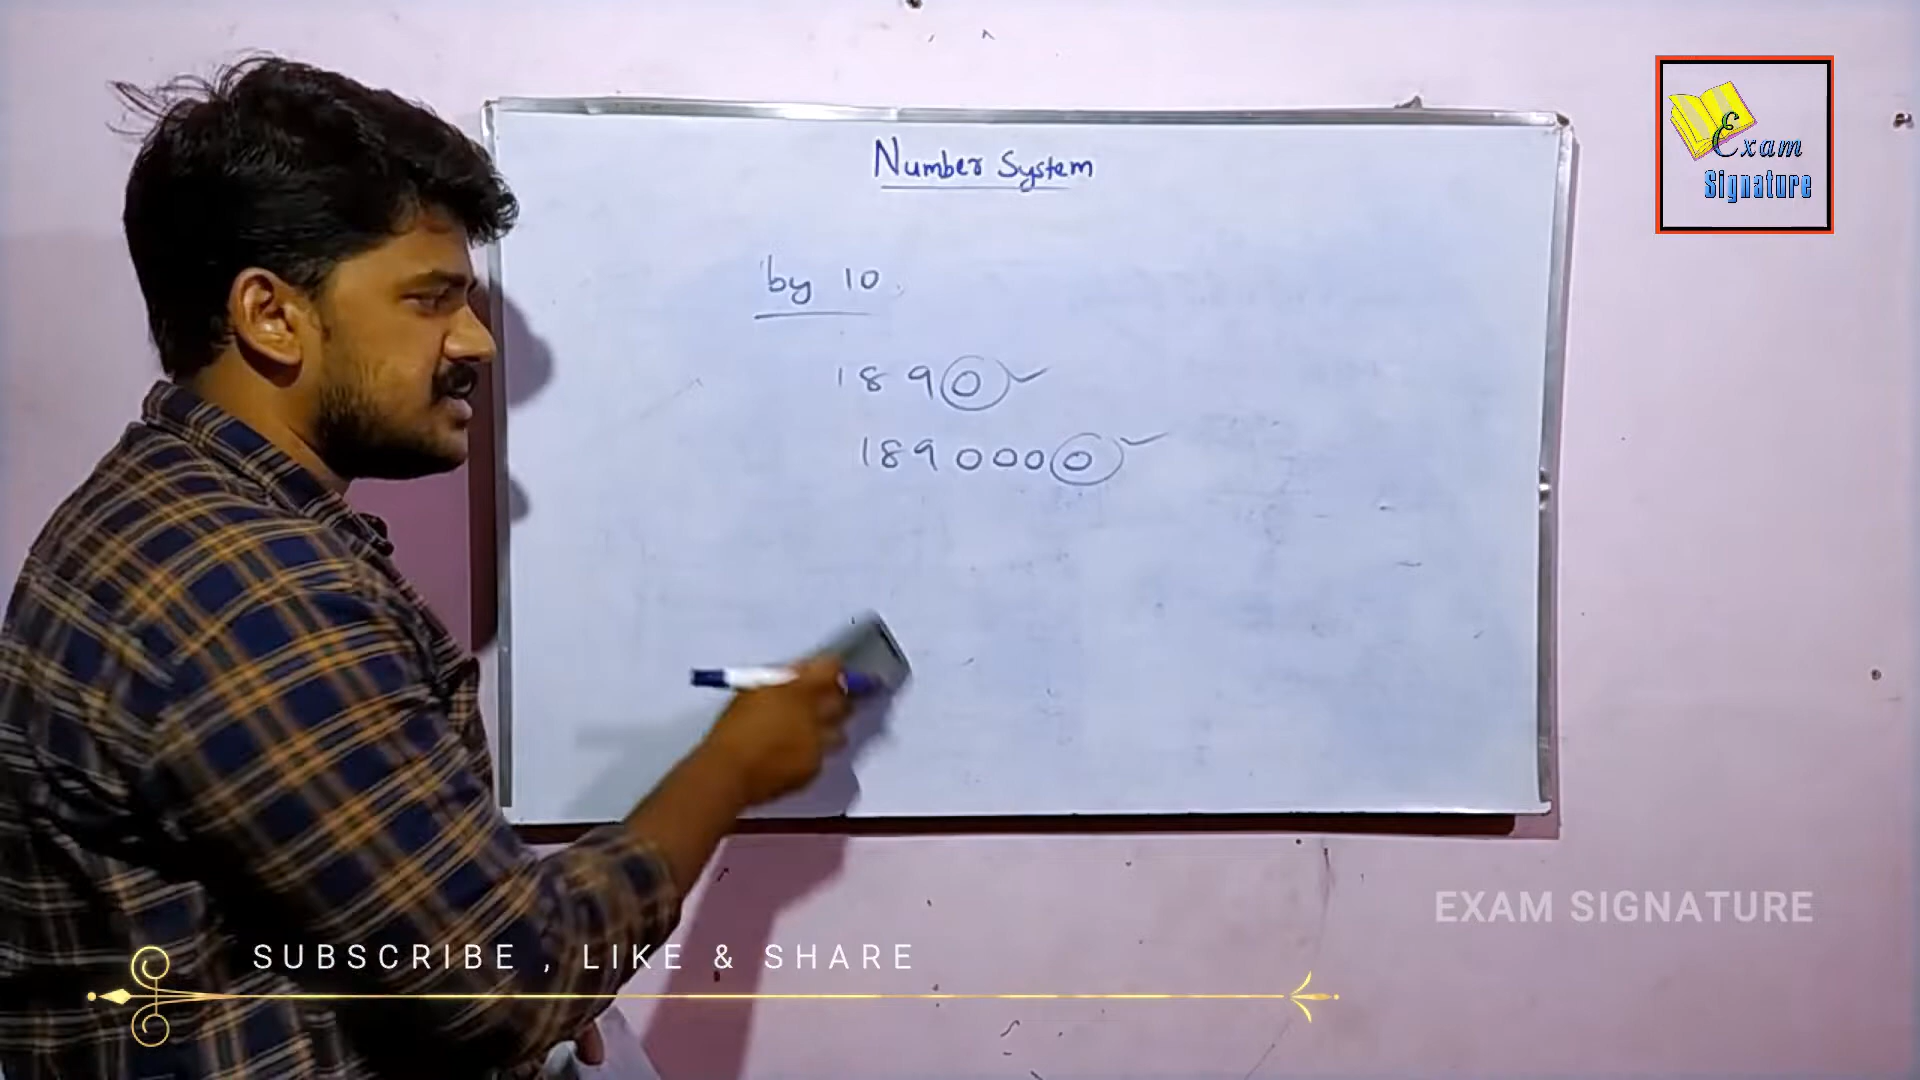 Number System
by 10
1890
1890000
Exam
Signature
EXAM SIGNATURE
SUBSCRIBE , LIKE & SHARE